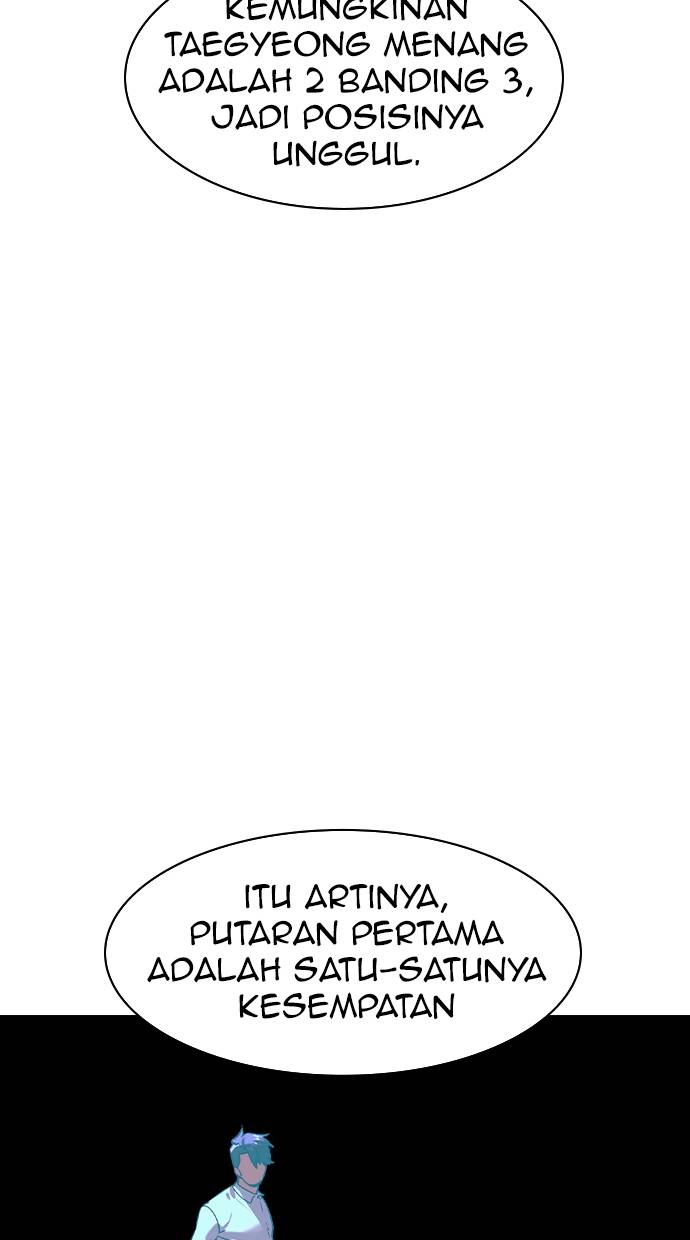 KEMUNGKINAN
TAEGYEONG MENANG
ADALAH 2 BANDING 3,
JADI POSISINYA
UNGGUL.
ITU ARTINYA,
PUTARAN PERTAMA
ADALAH SATU-SATUNYA
KESEMPATAN